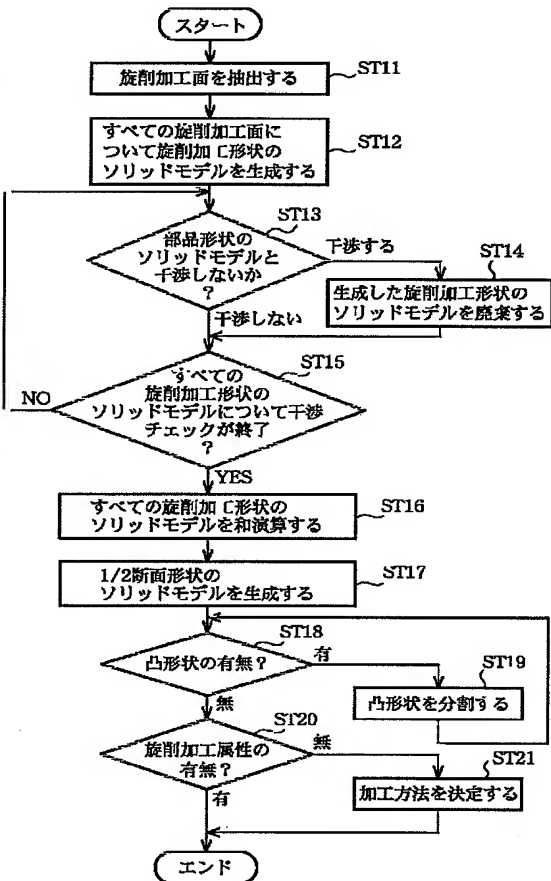 スタート
旋削加工面を抽出する
ST11
すべての旋削加工面に
ついて旋削加工形状の
ソリッドモデルを生成する
ST12
ST13
部品形状の
ソリッドモデルと
干渉しないか
?
干渉する
ST14
生成した旋削加工形状の
ソリッドモデルを廃棄する
干渉しない
ST15
すべての
旋削加工形状の
ソリッドモデルについて干渉
チェックが終了
?
NO
YES
すべての旋削加工形状の
ソリッドモデルを和演算する
ST16
1/2断面形状の
ソリッドモデルを生成する
ST17
ST18
凸形状の有無?
有
ST19
凸形状を分割する
無
ST20
旋削加工属性の
有無?
無
ST21
加工方法を決定する
有
エンド